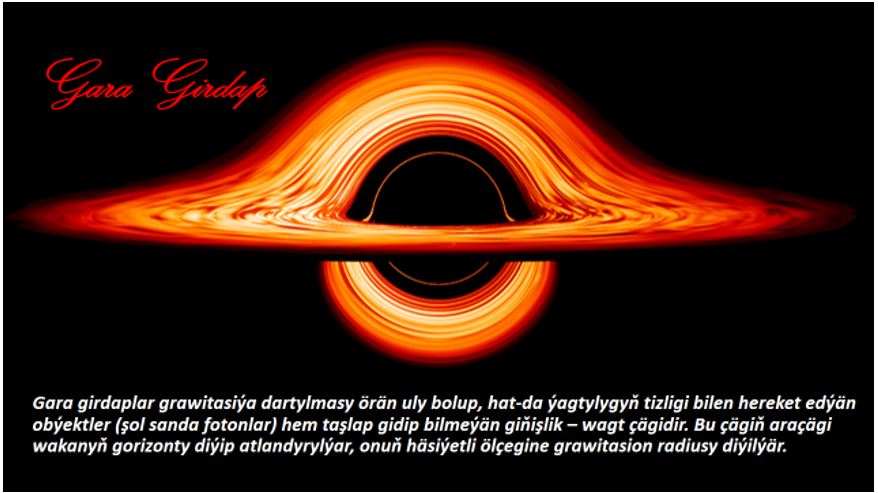 Gara Girdap
Gara girdaplar grawitasiýa dartylmasy örän uly bolup, hat-da ýagtylygyň tizligi bilen hereket edýän
obýektler (şol sanda fotonlar) hem taşlap gidip bilmeýän giňişlik – wagt çägidir. Bu çägiň araçägi
wakanyň gorizonty diýip atlandyrylýar, onuň häsiýetli ölçegine grawitasion radiusy diýilýär.